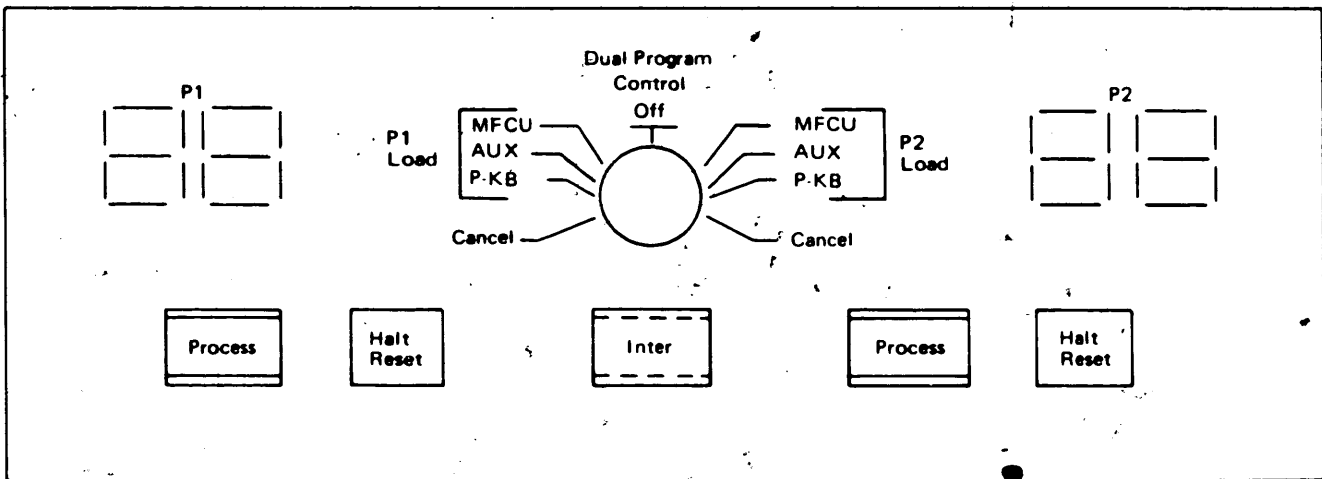 Dual Program
Control
Off
P1
P1
Load
MFCU
AUX
P-KB
Cancel
MFCU
AUX
P-KB
Cancel
P2
Load
P2
Process
Halt
Reset
Inter
Process
Halt
Reset